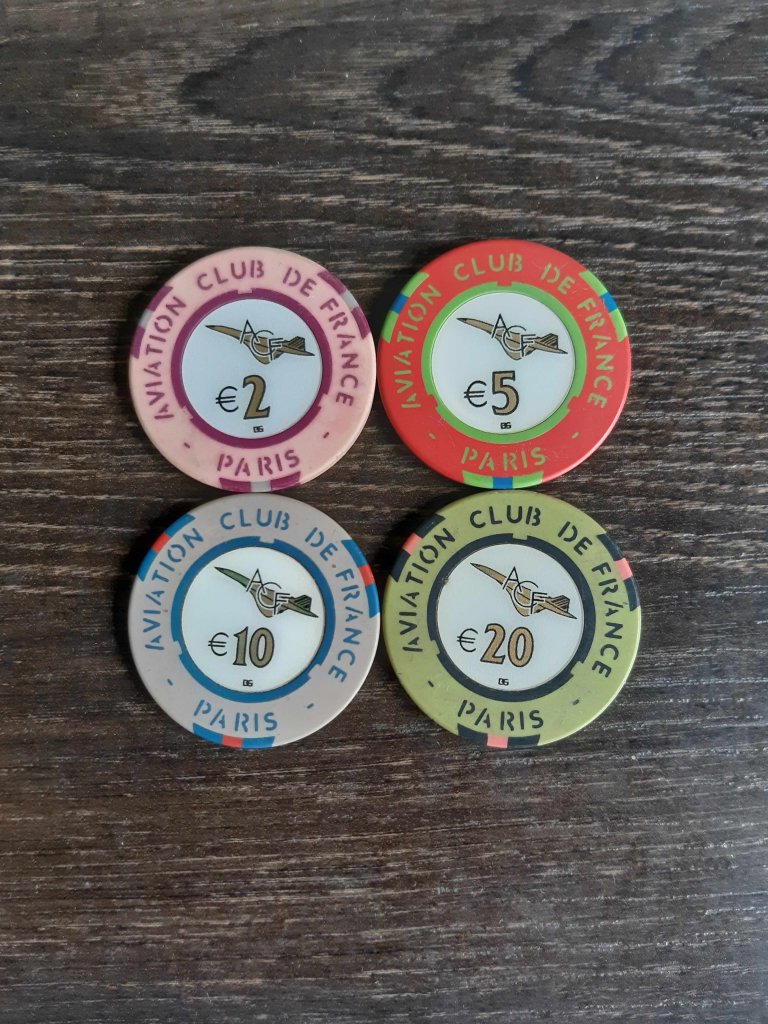 AVIATION CLUB DE FRANCE
ACF
€2
BG
- PARIS -
AVIATION CLUB DE FRANCE
ACF
€5
BG
- PARIS -
AVIATION CLUB DE FRANCE
ACF
€10
BG
- PARIS -
AVIATION CLUB DE FRANCE
ACF
€20
BG
- PARIS -